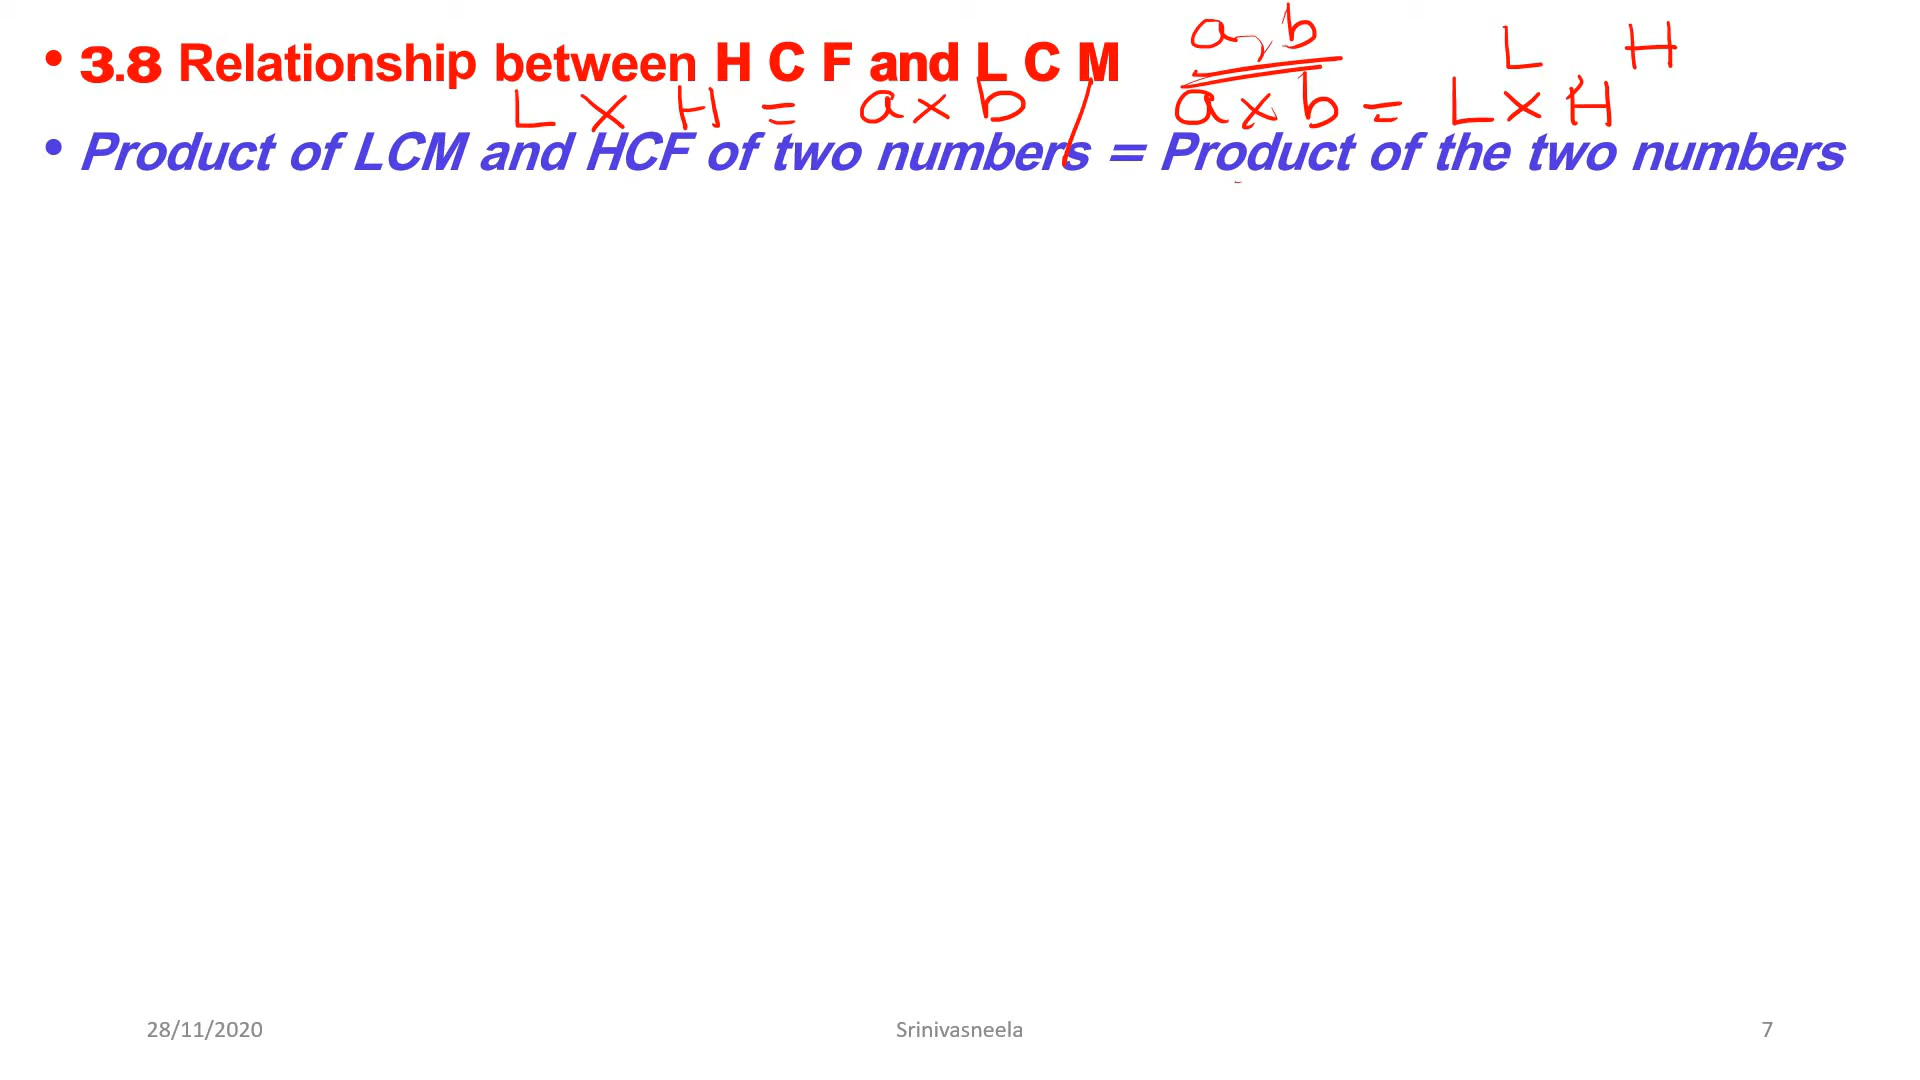 a, b
L H
• 3.8 Relationship between H C F and L C M
L × H = a × b
a × b = L × H
• Product of LCM and HCF of two numbers = Product of the two numbers
28/11/2020
Srinivasneela
7